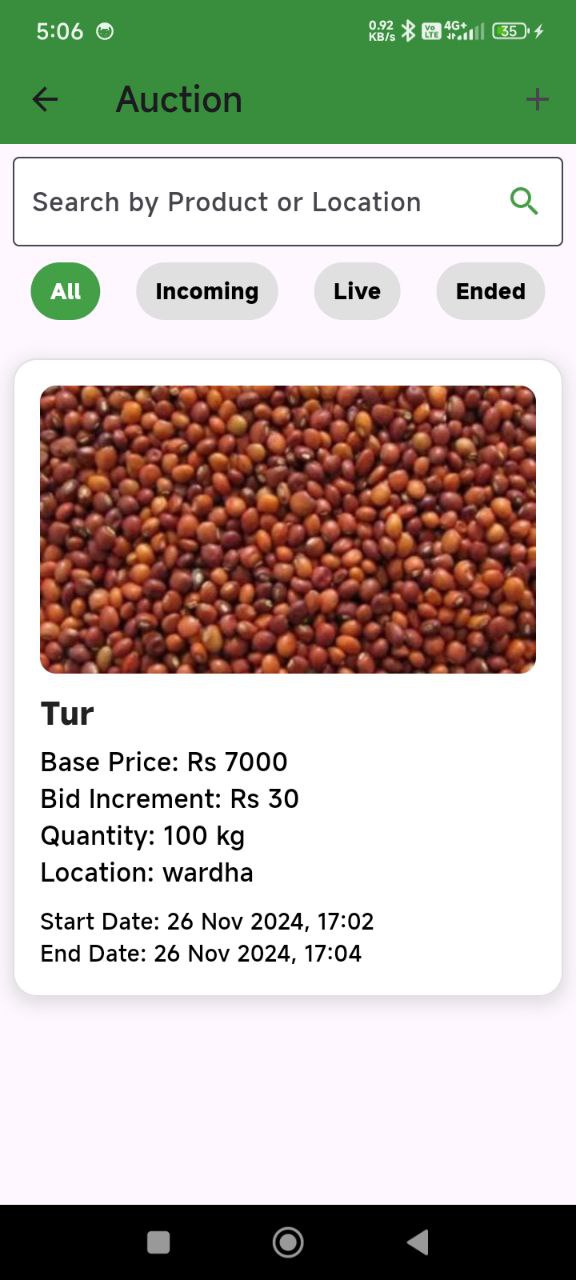 5:06
0.92 KB/s Vo LTE 4G+ 35
Auction
Search by Product or Location
All Incoming Live Ended
Tur
Base Price: Rs 7000
Bid Increment: Rs 30
Quantity: 100 kg
Location: wardha
Start Date: 26 Nov 2024, 17:02
End Date: 26 Nov 2024, 17:04